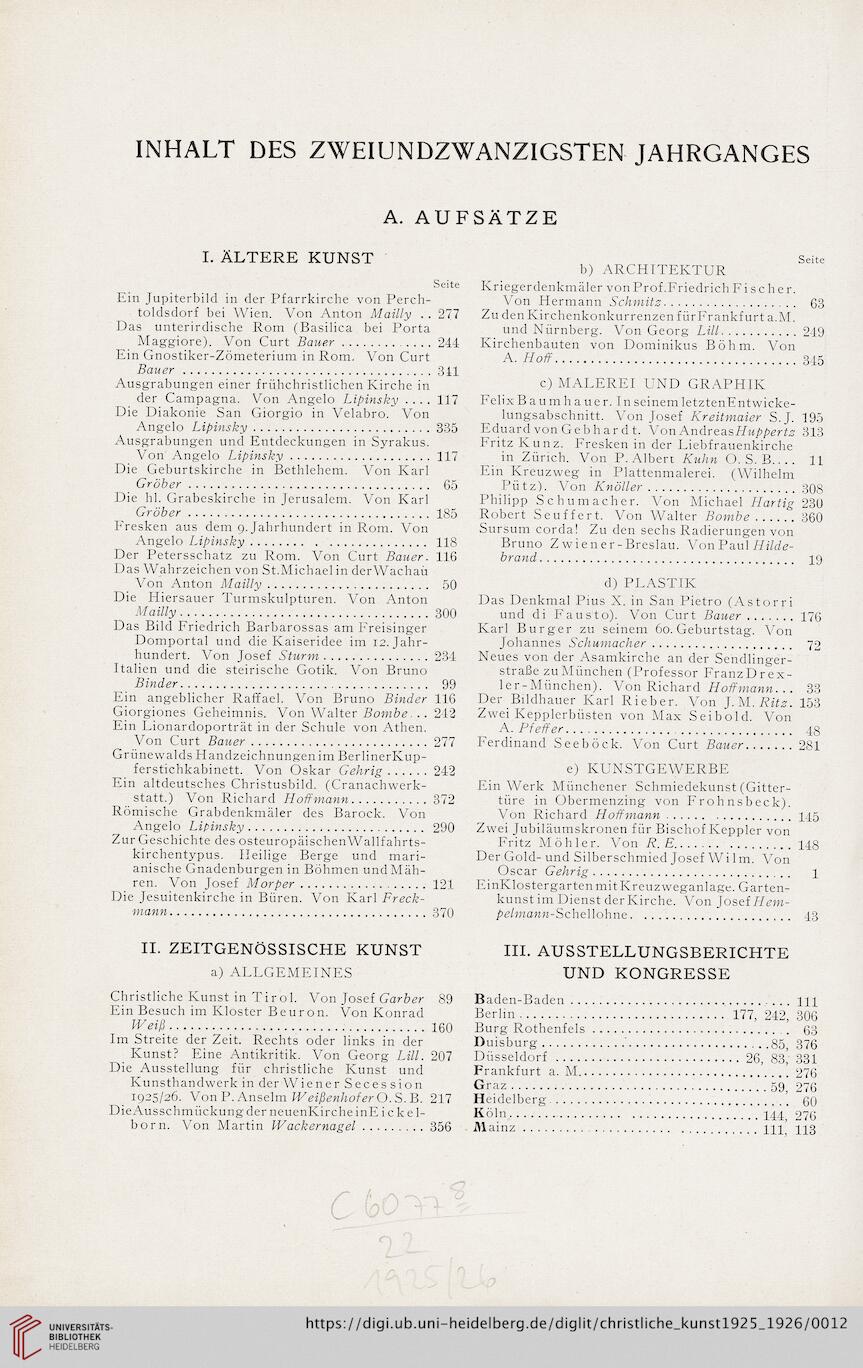 INHALT DES ZWEIUNDZWANZIGSTEN JAHRGANGES
A. AUFSÄTZE
I. ÄLTERE KUNST
Seite
Ein Jupiterbild in der Pfarrkirche von Perch-
toldsdorf bei Wien. Von Anton Mailly .. 277
Das unterirdische Rom (Basilica bei Porta
Maggiore). Von Curt Bauer ............. 244
Ein Gnostiker-Zömeterium in Rom. Von Curt
Bauer .................................. 341
Ausgrabungen einer frühchristlichen Kirche in
der Campagna. Von Angelo Lipinsky .... 117
Die Diakonie San Giorgio in Velabro. Von
Angelo Lipinsky ......................... 335
Ausgrabungen und Entdeckungen in Syrakus.
Von Angelo Lipinsky .................... 117
Die Geburtskirche in Bethlehem. Von Karl
Gröber .................................. 65
Die hl. Grabeskirche in Jerusalem. Von Karl
Gröber .................................. 185
Fresken aus dem 9. Jahrhundert in Rom. Von
Angelo Lipinsky ......................... 118
Der Petersschatz zu Rom. Von Curt Bauer. 116
Das Wahrzeichen von St. Michael in der Wachau
Von Anton Mailly ....................... 50
Die Hiersauer Turmskulpturen. Von Anton
Mailly ................................... 300
Das Bild Friedrich Barbarossas am Freisinger
Domportal und die Kaiseridee im 12. Jahr-
hundert. Von Josef Sturm ............... 234
Italien und die steirische Gotik. Von Bruno
Binder ................................... 99
Ein angeblicher Raffael. Von Bruno Binder 116
Giorgiones Geheimnis. Von Walter Bombe .. 242
Ein Lionardoporträt in der Schule von Athen.
Von Curt Bauer ......................... 277
Grünewalds Handzeichnungen im Berliner Kup-
ferstichkabinett. Von Oskar Gehrig ...... 242
Ein altdeutsches Christusbild. (Cranachwerk-
statt.) Von Richard Hoffmann ........... 372
Römische Grabdenkmäler des Barock. Von
Angelo Lipinsky ......................... 290
Zur Geschichte des osteuropäischen Wallfahrts-
kirchentypus. Heilige Berge und mari-
anische Gnadenburgen in Böhmen und Mäh-
ren. Von Josef Morper .................. 121
Die Jesuitenkirche in Büren. Von Karl Freck-
mann .................................... 370
II. ZEITGENÖSSISCHE KUNST
a) ALLGEMEINES
Christliche Kunst in Tirol. Von Josef Garber 89
Ein Besuch im Kloster Beuron. Von Konrad
Weiß .................................... 160
Im Streite der Zeit. Rechts oder links in der
Kunst? Eine Antikritik. Von Georg Lill. 207
Die Ausstellung für christliche Kunst und
Kunsthandwerk in der Wiener Secession
1925/26. Von P. Anselm Weißenhofer O. S. B. 217
Die Ausschmückung der neuen Kirche in Eickel-
born. Von Martin Wackernagel ......... 356
Seite
b) ARCHITEKTUR
Kriegerdenkmäler von Prof. Friedrich Fischer.
Von Hermann Schmitz ................... 63
Zu den Kirchenkonkurrenzen für Frankfurt a. M.
und Nürnberg. Von Georg Lill ........... 249
Kirchenbauten von Dominikus Böhm. Von
A. Hoff .................................. 345
c) MALEREI UND GRAPHIK
Felix Baumhauer. In seinem letzten Entwicke-
lungsabschnitt. Von Josef Kreitmaier S. J. 195
Eduard von Gebhardt. Von Andreas Huppertz 313
Fritz Kunz. Fresken in der Liebfrauenkirche
in Zürich. Von P. Albert Kuhn O. S. B.... 11
Ein Kreuzweg in Plattenmalerei. (Wilhelm
Pütz). Von Knöller ...................... 308
Philipp Schumacher. Von Michael Hartig 230
Robert Seuffert. Von Walter Bombe ...... 360
Sursum corda! Zu den sechs Radierungen von
Bruno Zwiener-Breslau. Von Paul Hilde-
brand .................................... 19
d) PLASTIK
Das Denkmal Pius X. in San Pietro (Astorri
und di Fausto). Von Curt Bauer ....... 176
Karl Burger zu seinem 60. Geburtstag. Von
Johannes Schumacher .................... 72
Neues von der Asamkirche an der Sendlinger-
straße zu München (Professor Franz Drex-
ler-München). Von Richard Hoffmann... 33
Der Bildhauer Karl Rieber. Von J. M. Ritz. 153
Zwei Kepplerbüsten von Max Seibold. Von
A. Pfeffer ................................ 48
Ferdinand Seeböck. Von Curt Bauer ....... 281
e) KUNSTGEWERBE
Ein Werk Münchener Schmiedekunst (Gitter-
türe in Obermenzing von Frohnsbeck).
Von Richard Hoffmann .................. 145
Zwei Jubiläumskronen für Bischof Keppler von
Fritz Möhler. Von R. E. ................. 148
Der Gold- und Silberschmied Josef Wilm. Von
Oscar Gehrig ............................ 1
Ein Klostergarten mit Kreuzweganlage. Garten-
kunst im Dienst der Kirche. Von Josef Hem-
pelmann-Schellohne. ..................... 43
III. AUSSTELLUNGSBERICHTE
UND KONGRESSE
Baden-Baden ............................... 111
Berlin ............................. 177, 242, 306
Burg Rothenfels ............................ 63
Duisburg ................................ 85, 376
Düsseldorf ........................... 26, 83, 331
Frankfurt a. M. ............................. 276
Graz .................................... 59, 276
Heidelberg ................................. 60
Köln .................................... 144, 276
Mainz ................................... 111, 113
C 6077 8
22
1925/26
UNIVERSITÄTS-
BIBLIOTHEK
HEIDELBERG
https://digi.ub.uni-heidelberg.de/diglit/christliche_kunst1925_1926/0012